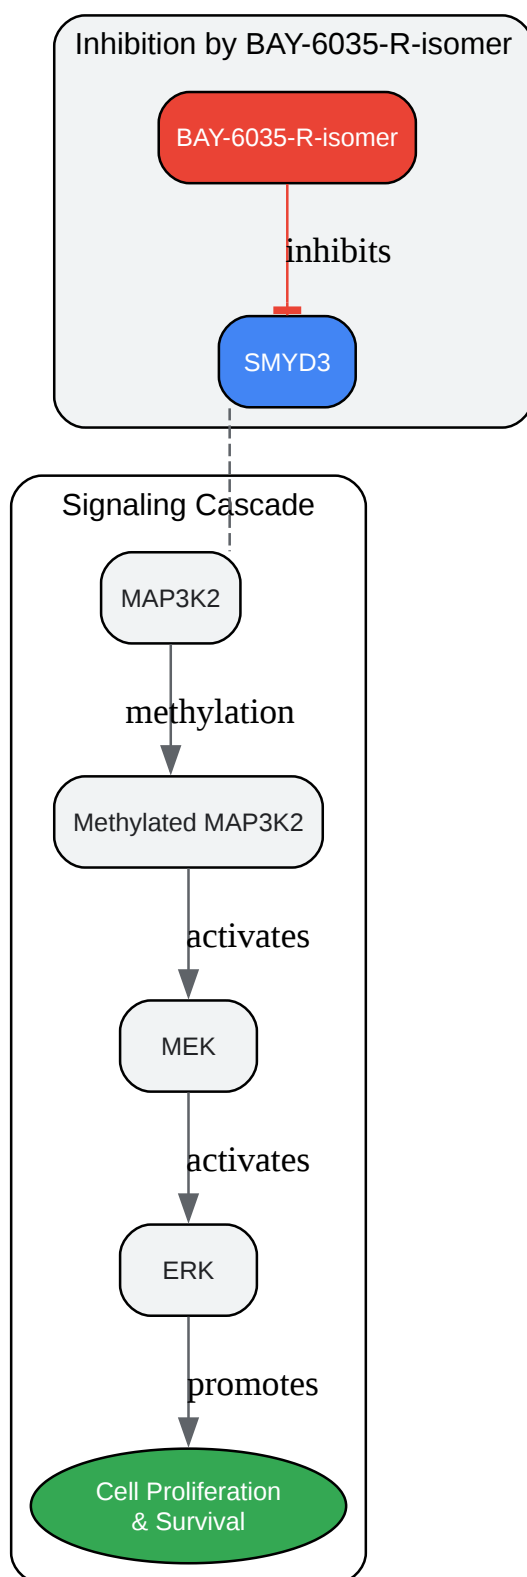 Inhibition by BAY-6035-R-isomer
BAY-6035-R-isomer
inhibits
SMYD3
Signaling Cascade
MAP3K2
methylation
Methylated MAP3K2
activates
MEK
activates
ERK
promotes
Cell Proliferation
& Survival